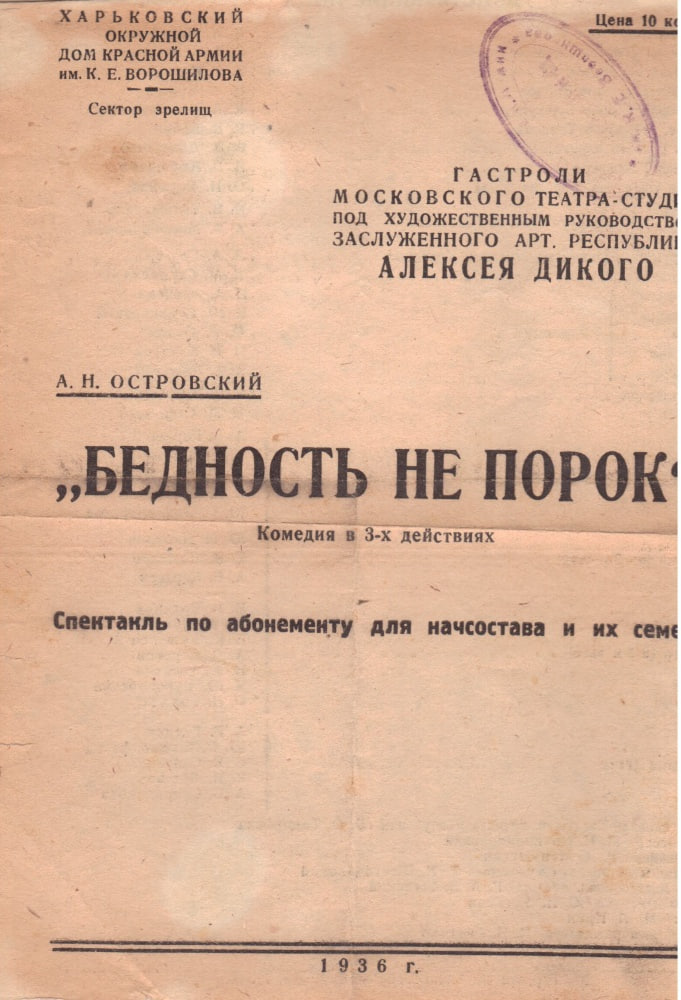 ХАРЬКОВСКИЙ
ОКРУЖНОЙ
ДОМ КРАСНОЙ АРМИИ
им. К. Е. ВОРОШИЛОВА
Сектор зрелищ
Цена 10 ко
ГАСТРОЛИ
МОСКОВСКОГО ТЕАТРА-СТУДИ
ПОД ХУДОЖЕСТВЕННЫМ РУКОВОДСТВО
ЗАСЛУЖЕННОГО АРТ. РЕСПУБЛИК
АЛЕКСЕЯ ДИКОГО
А. Н. ОСТРОВСКИЙ
„БЕДНОСТЬ НЕ ПОРОК“
Комедия в 3-х действиях
Спектакль по абонементу для начсостава и их семе
1936 г.